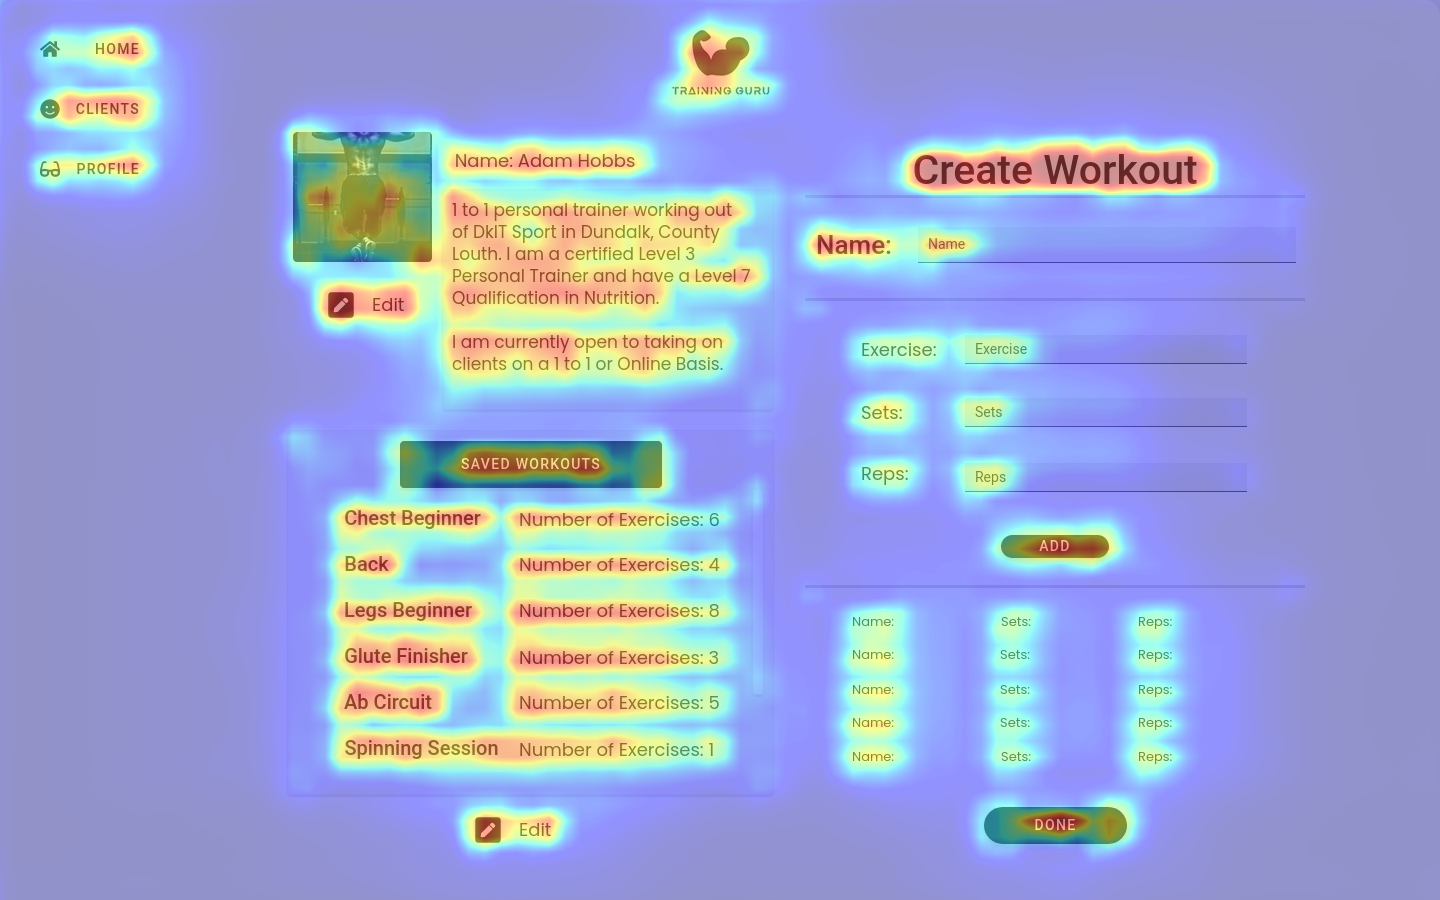 HOME
CLIENTS
PROFILE
TRAINING GURU
Name: Adam Hobbs
1 to 1 personal trainer working out
of DkIT Sport in Dundalk, County
Louth. I am a certified Level 3
Personal Trainer and have a Level 7
Qualification in Nutrition.
I am currently open to taking on
clients on a 1 to 1 or Online Basis.
Edit
SAVED WORKOUTS
Chest Beginner Number of Exercises: 6
Back Number of Exercises: 4
Legs Beginner Number of Exercises: 8
Glute Finisher Number of Exercises: 3
Ab Circuit Number of Exercises: 5
Spinning Session Number of Exercises: 1
Edit
Create Workout
Name: Name
Exercise: Exercise
Sets: Sets
Reps: Reps
ADD
Name: Sets: Reps:
Name: Sets: Reps:
Name: Sets: Reps:
Name: Sets: Reps:
Name: Sets: Reps:
DONE